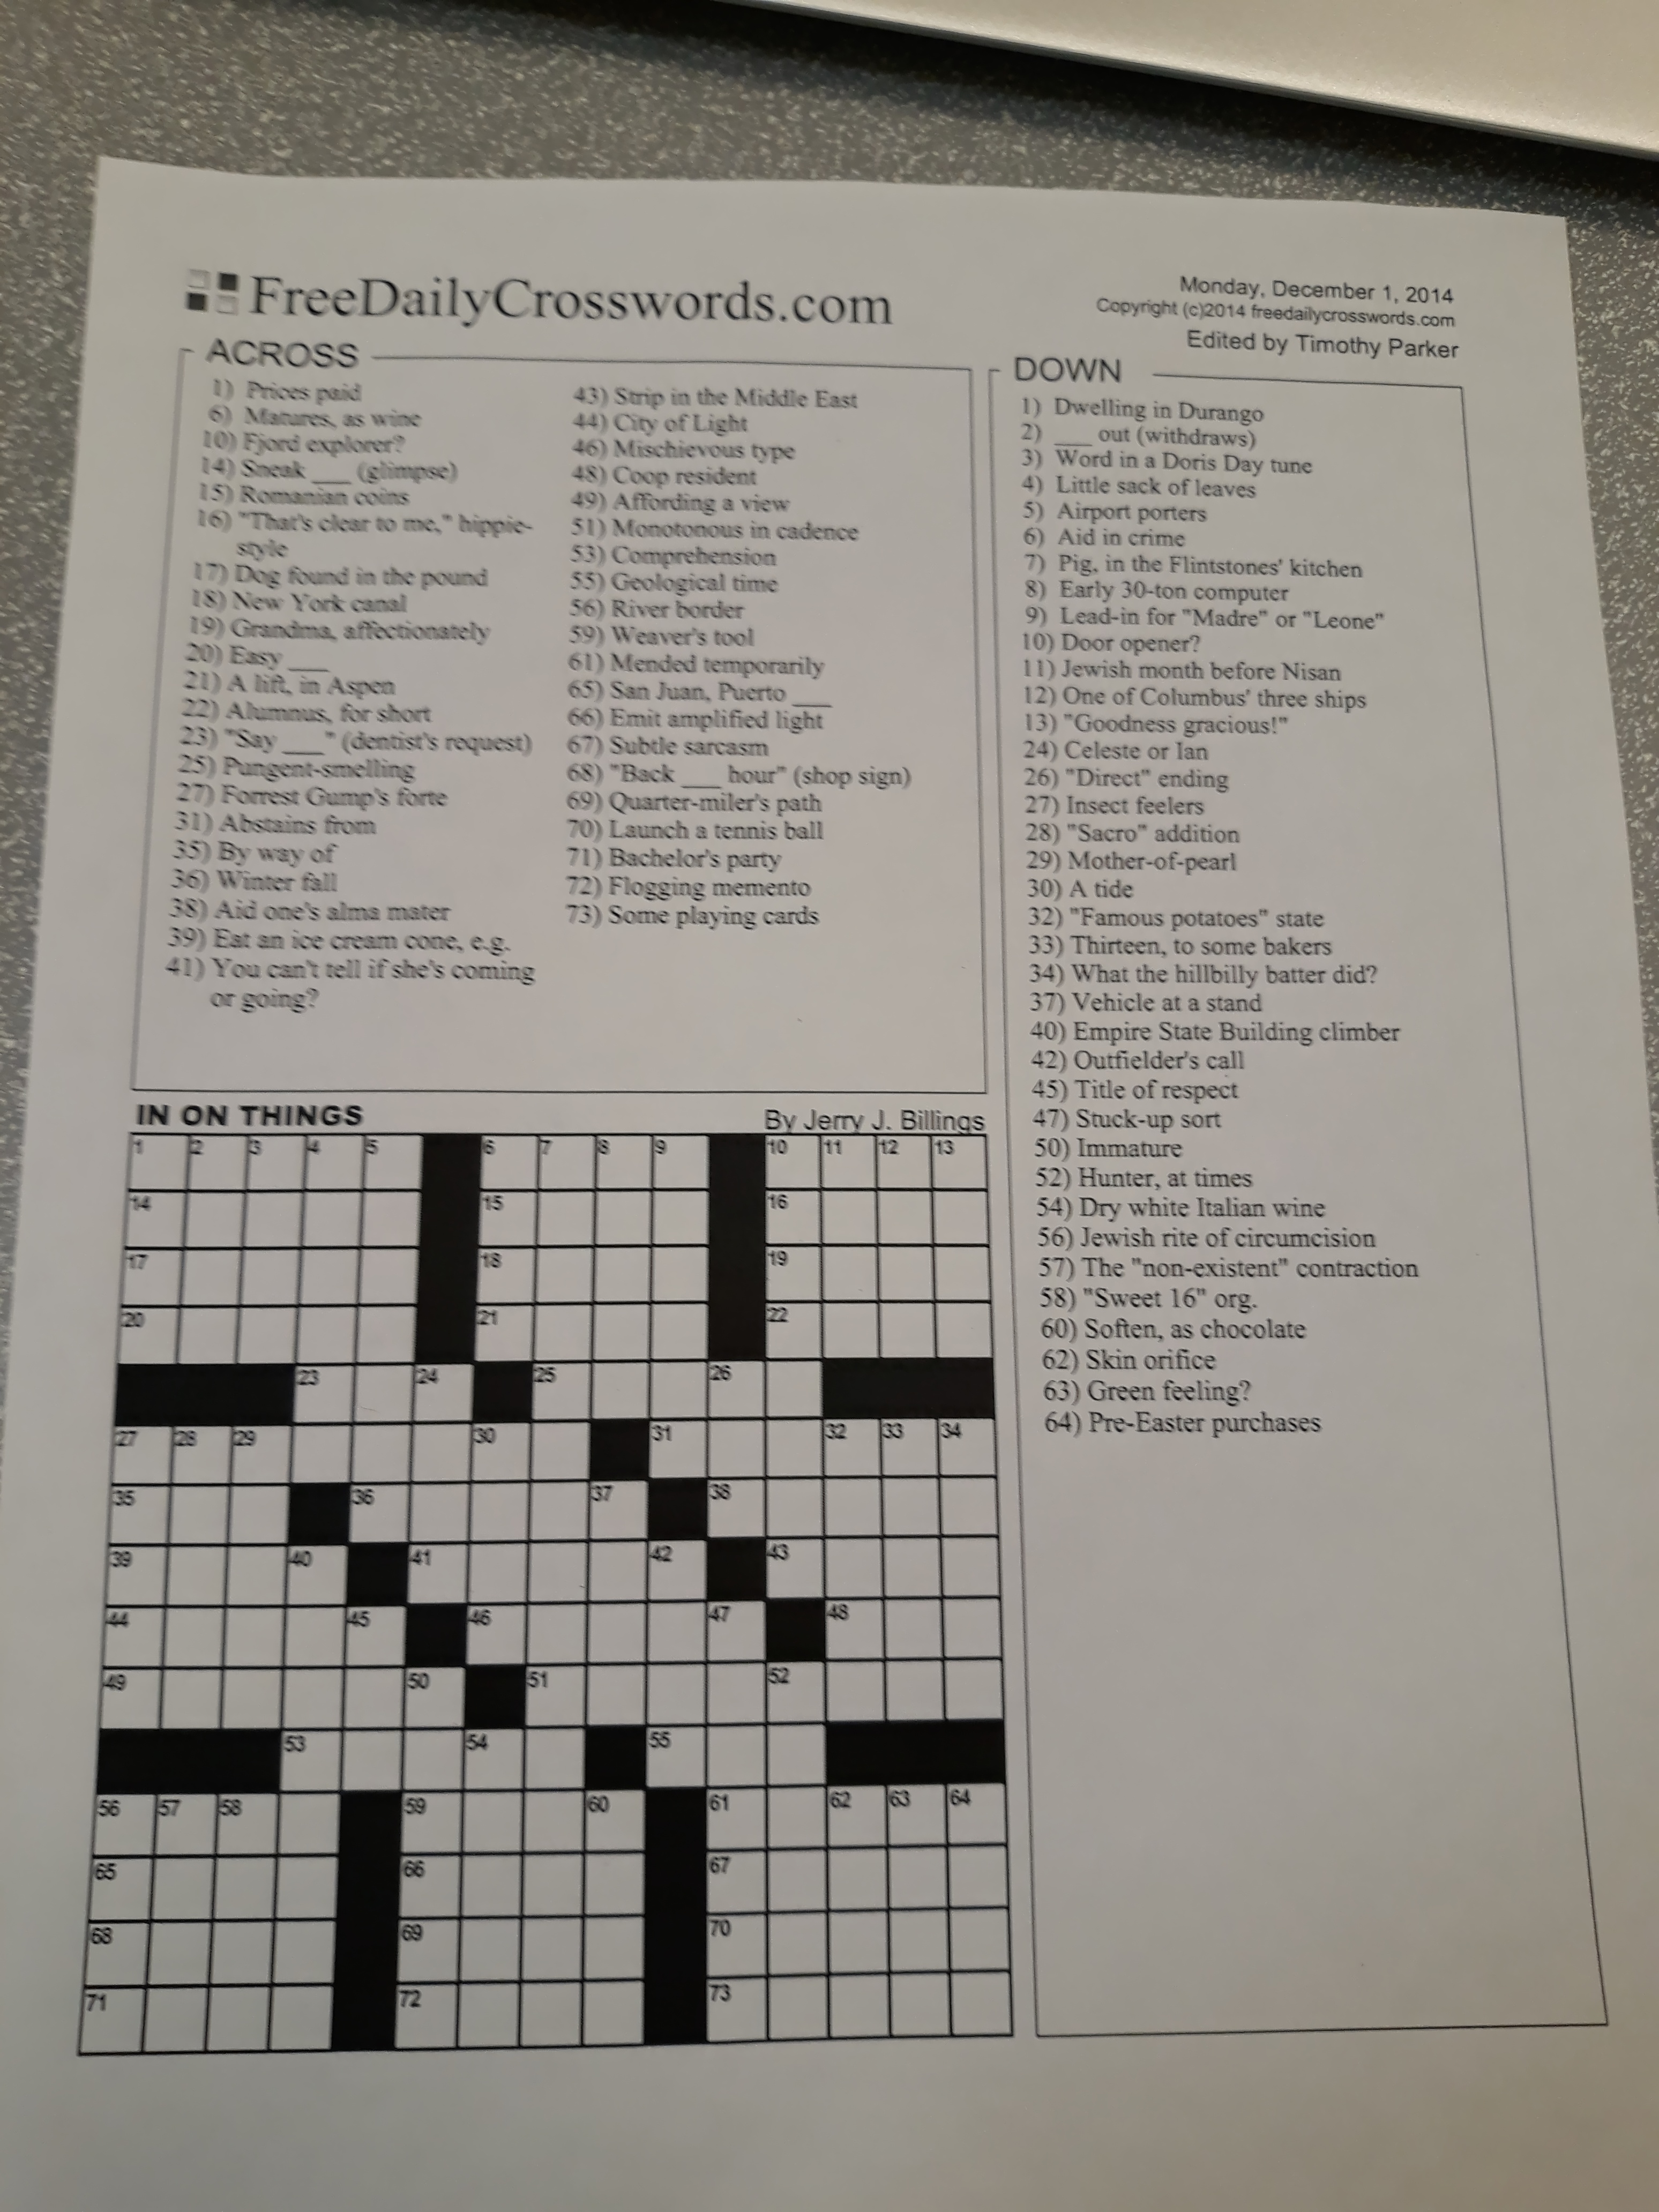 FreeDailyCrosswords.com
Monday, December 1, 2014
Copyright (c)2014 freedailycrosswords.com
Edited by Timothy Parker
ACROSS
1) Prices paid
6) Matures, as wine
10) Fjord explorer?
14) Sneak ___ (glimpse)
15) Romanian coins
16) "That's clear to me," hippie-
style
17) Dog found in the pound
18) New York canal
19) Grandma, affectionately
20) Easy ___
21) A lift, in Aspen
22) Alumnus, for short
23) "Say ___" (dentist's request)
25) Pungent-smelling
27) Forrest Gump's forte
31) Abstains from
35) By way of
36) Winter fall
38) Aid one's alma mater
39) Eat an ice cream cone, e.g.
41) You can't tell if she's coming
or going?
43) Strip in the Middle East
44) City of Light
46) Mischievous type
48) Coop resident
49) Affording a view
51) Monotonous in cadence
53) Comprehension
55) Geological time
56) River border
59) Weaver's tool
61) Mended temporarily
65) San Juan, Puerto ___
66) Emit amplified light
67) Subtle sarcasm
68) "Back ___ hour" (shop sign)
69) Quarter-miler's path
70) Launch a tennis ball
71) Bachelor's party
72) Flogging memento
73) Some playing cards
DOWN
1) Dwelling in Durango
2) ___ out (withdraws)
3) Word in a Doris Day tune
4) Little sack of leaves
5) Airport porters
6) Aid in crime
7) Pig, in the Flintstones' kitchen
8) Early 30-ton computer
9) Lead-in for "Madre" or "Leone"
10) Door opener?
11) Jewish month before Nisan
12) One of Columbus' three ships
13) "Goodness gracious!"
24) Celeste or Ian
26) "Direct" ending
27) Insect feelers
28) "Sacro" addition
29) Mother-of-pearl
30) A tide
32) "Famous potatoes" state
33) Thirteen, to some bakers
34) What the hillbilly batter did?
37) Vehicle at a stand
40) Empire State Building climber
42) Outfielder's call
45) Title of respect
47) Stuck-up sort
50) Immature
52) Hunter, at times
54) Dry white Italian wine
56) Jewish rite of circumcision
57) The "non-existent" contraction
58) "Sweet 16" org.
60) Soften, as chocolate
62) Skin orifice
63) Green feeling?
64) Pre-Easter purchases
IN ON THINGS
By Jerry J. Billings
1 2 3 4 5 6 7 8 9 10 11 12 13
14 15 16
17 18 19
20 21 22
23 24 25 26
27 28 29 30 31 32 33 34
35 36 37 38
39 40 41 42 43
44 45 46 47 48
49 50 51 52
53 54 55
56 57 58 59 60 61 62 63 64
65 66 67
68 69 70
71 72 73